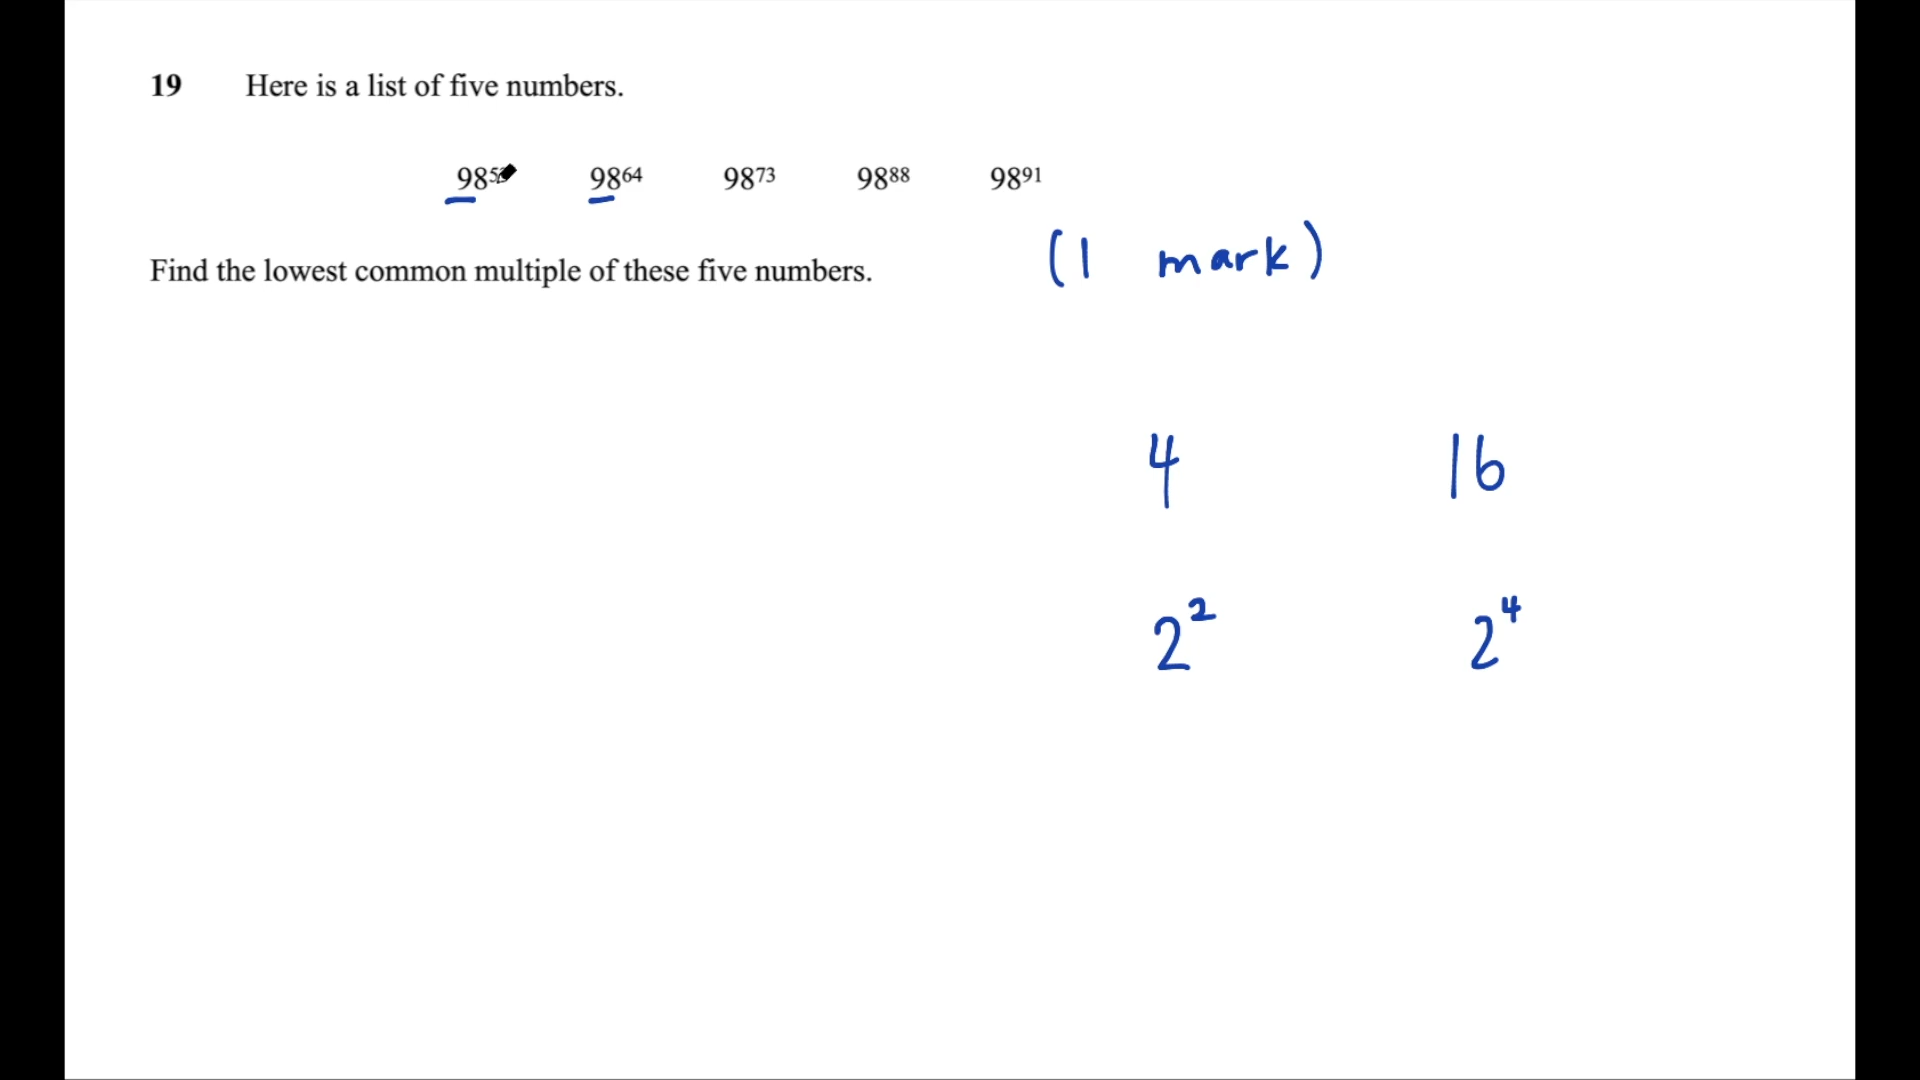 19 Here is a list of five numbers.
98⁶⁴ 98⁷³ 98⁸⁸ 98⁹¹
Find the lowest common multiple of these five numbers.
(1 mark)
4 16
2² 2⁴